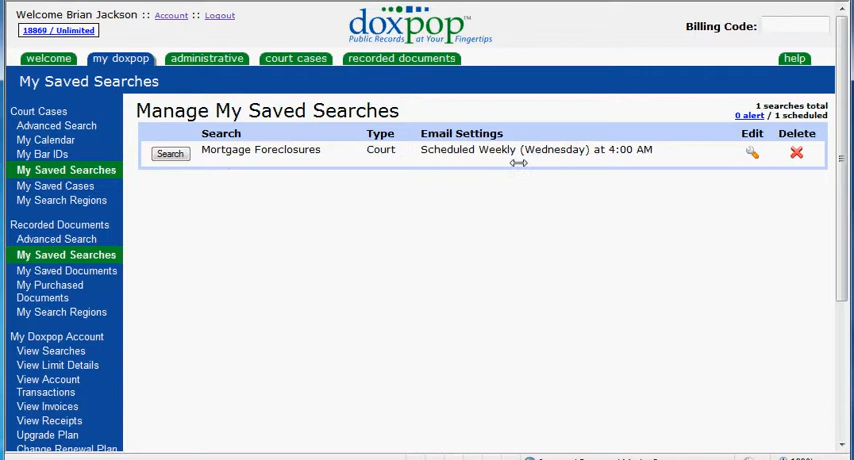 Welcome Brian Jackson :: Account :: Logout
18869 / Unlimited
doxpop™
Public Records at Your Fingertips
Billing Code:
welcome
my doxpop
administrative
court cases
recorded documents
help
My Saved Searches
Court Cases
Advanced Search
My Calendar
My Bar IDs
My Saved Searches
My Saved Cases
My Search Regions
Recorded Documents
Advanced Search
My Saved Searches
My Saved Documents
My Purchased
Documents
My Search Regions
My Doxpop Account
View Searches
View Limit Details
View Account
Transactions
View Invoices
View Receipts
Upgrade Plan
Change Renewal Plan
Manage My Saved Searches
1 searches total
0 alert / 1 scheduled
Search Type Email Settings Edit Delete
Search Mortgage Foreclosures Court Scheduled Weekly (Wednesday) at 4:00 AM